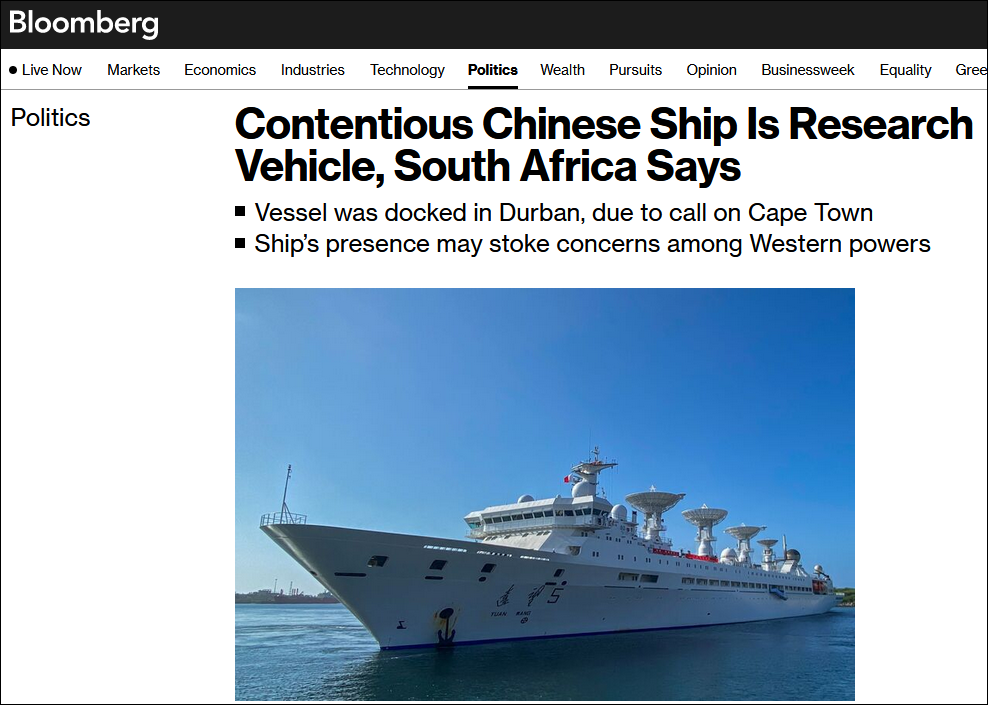 Bloomberg
Live Now Markets Economics Industries Technology Politics Wealth Pursuits Opinion Businessweek Equality Gree
Politics
Contentious Chinese Ship Is Research
Vehicle, South Africa Says
Vessel was docked in Durban, due to call on Cape Town
Ship's presence may stoke concerns among Western powers
远望5
YUAN WANG